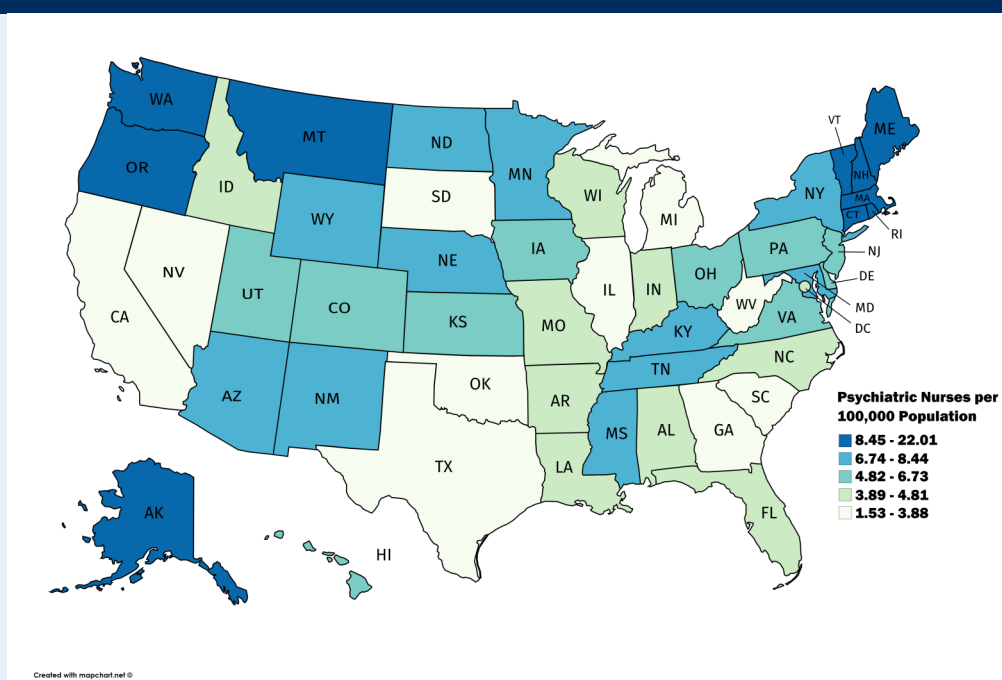 WA
MT
ND
MN
VT
ME
OR
ID
SD
WI
NH
NY
MA
WY
MI
CT
RI
IA
PA
NJ
NE
NV
UT
OH
DE
CO
IL
IN
WV
MD
CA
KS
MO
VA
DC
KY
NC
TN
AZ
NM
OK
AR
SC
MS
AL
GA
TX
LA
FL
AK
HI
Psychiatric Nurses per
100,000 Population
8.45 - 22.01
6.74 - 8.44
4.82 - 6.73
3.89 - 4.81
1.53 - 3.88
Created with mapchart.net ©